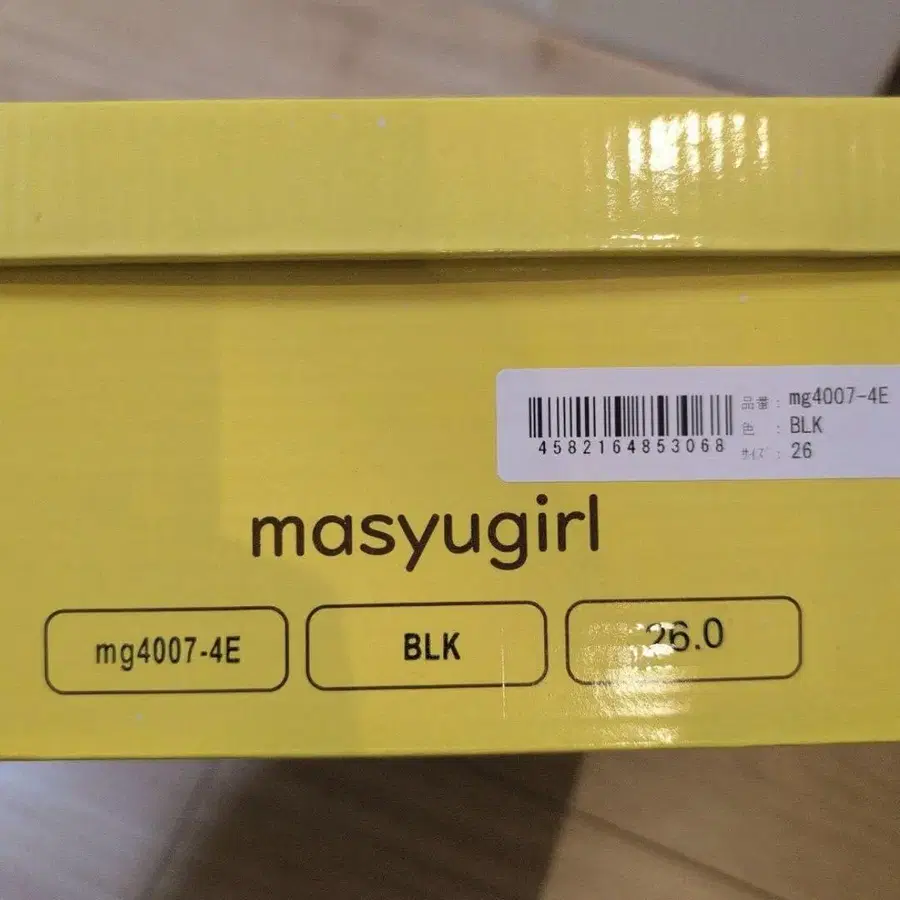 品番 : mg4007-4E
色 : BLK
サイズ : 26
4582164853068
masyugirl
mg4007-4E
BLK
26.0